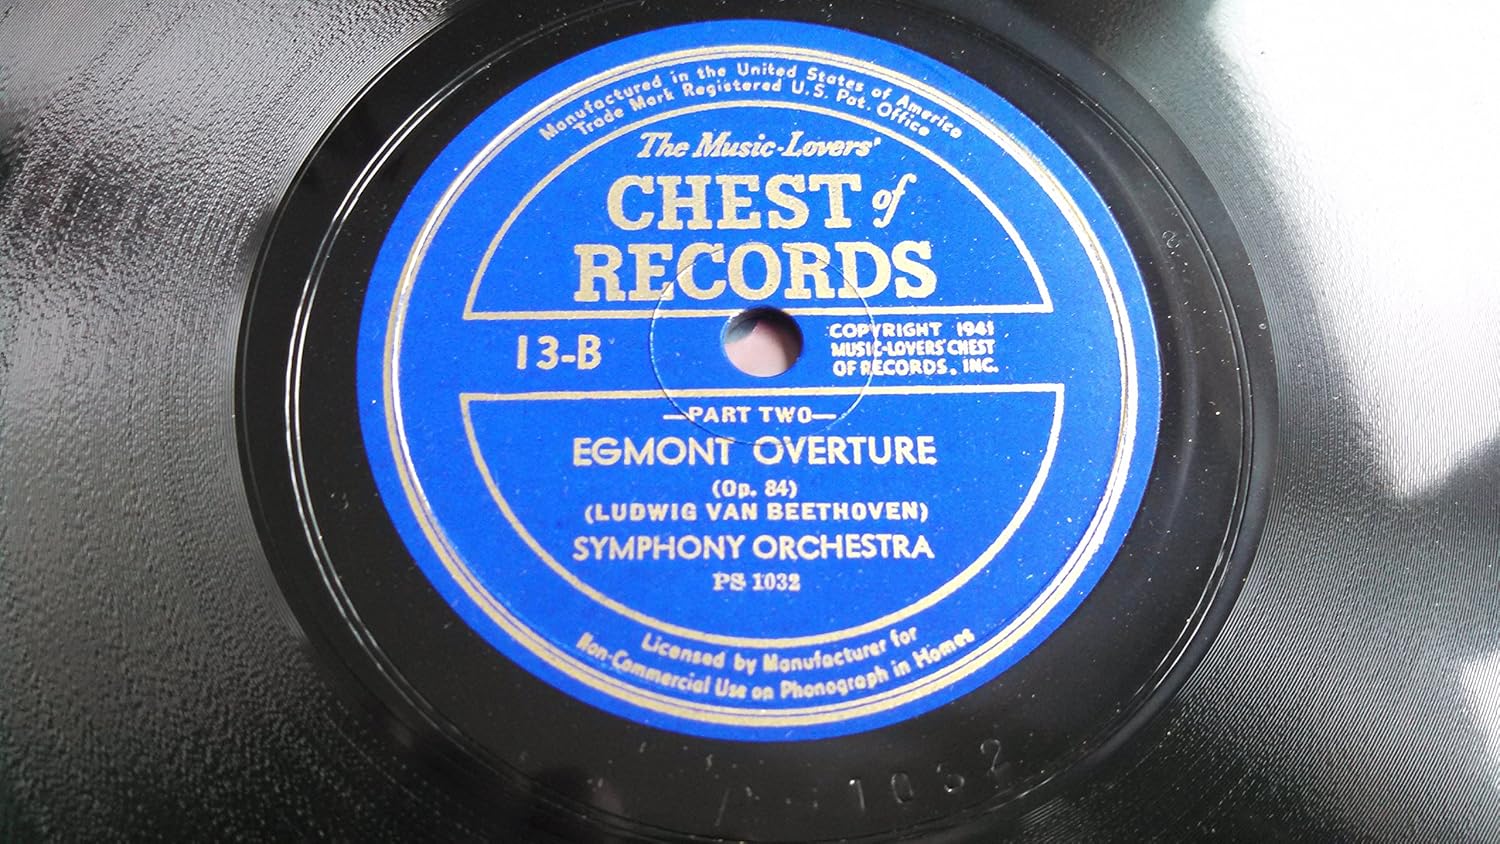 Manufactured in the United States of America
Trade Mark Registered U.S. Pat. Office
The Music-Lovers'
CHEST of
RECORDS
13-B
COPYRIGHT 1941
MUSIC-LOVERS' CHEST
OF RECORDS, INC.
—PART TWO—
EGMONT OVERTURE
(Op. 84)
(LUDWIG VAN BEETHOVEN)
SYMPHONY ORCHESTRA
PS 1032
Licensed by Manufacturer for
Non-Commercial Use on Phonograph in Homes
1032